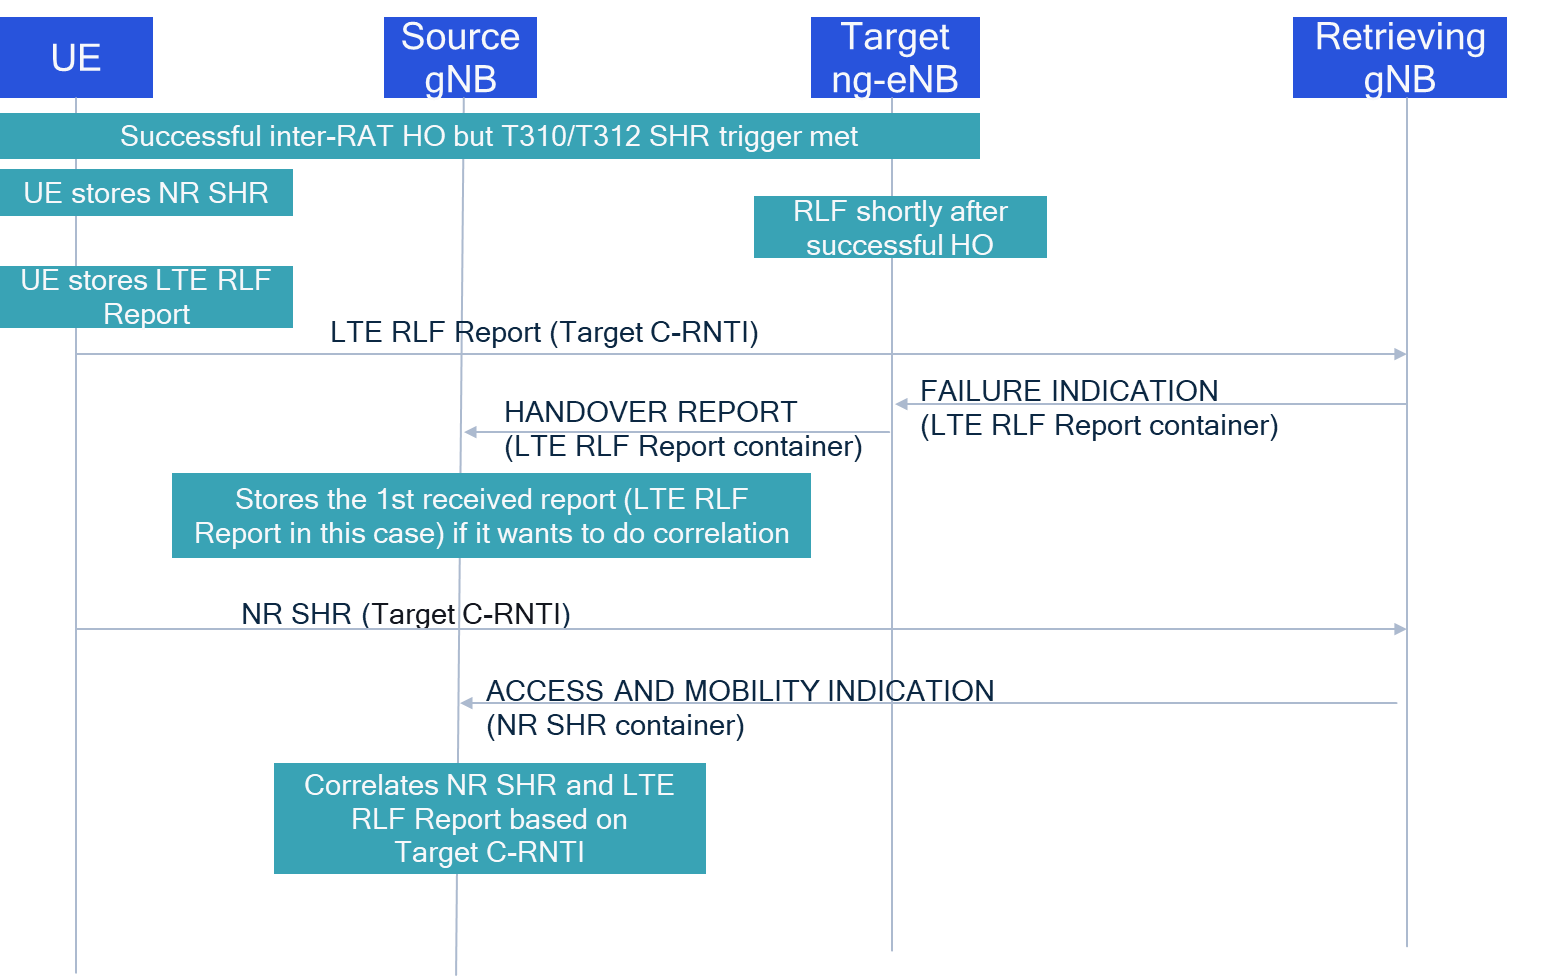 UE
Source
gNB
Target
ng-eNB
Retrieving
gNB
Successful inter-RAT HO but T310/T312 SHR trigger met
UE stores NR SHR
RLF shortly after
successful HO
UE stores LTE RLF
Report
LTE RLF Report (Target C-RNTI)
FAILURE INDICATION
(LTE RLF Report container)
HANDOVER REPORT
(LTE RLF Report container)
Stores the 1st received report (LTE RLF
Report in this case) if it wants to do correlation
NR SHR (Target C-RNTI)
ACCESS AND MOBILITY INDICATION
(NR SHR container)
Correlates NR SHR and LTE
RLF Report based on
Target C-RNTI